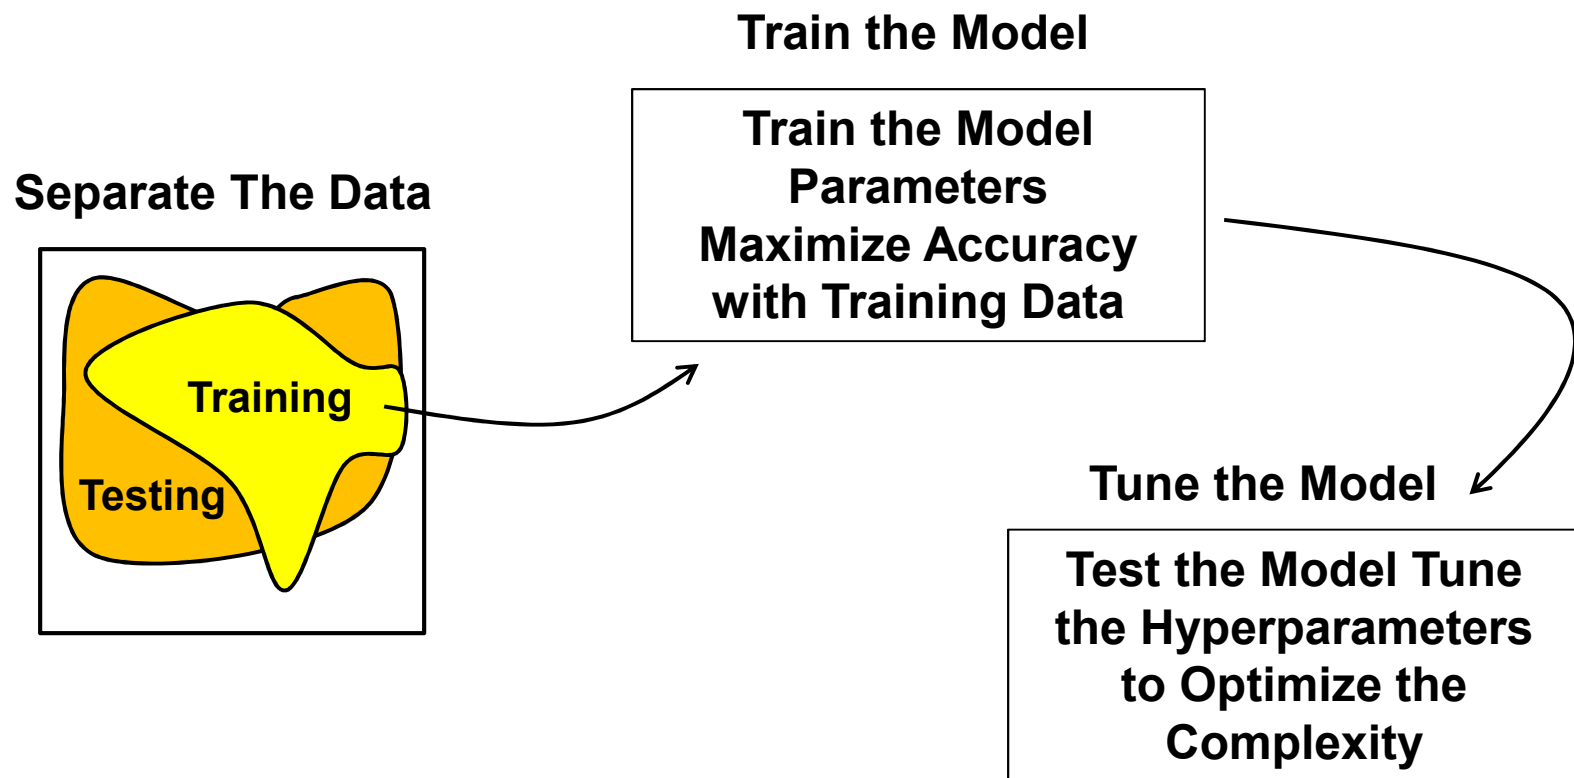 Separate The Data
Training
Testing
Train the Model
Train the Model
Parameters
Maximize Accuracy
with Training Data
Tune the Model
Test the Model Tune
the Hyperparameters
to Optimize the
Complexity